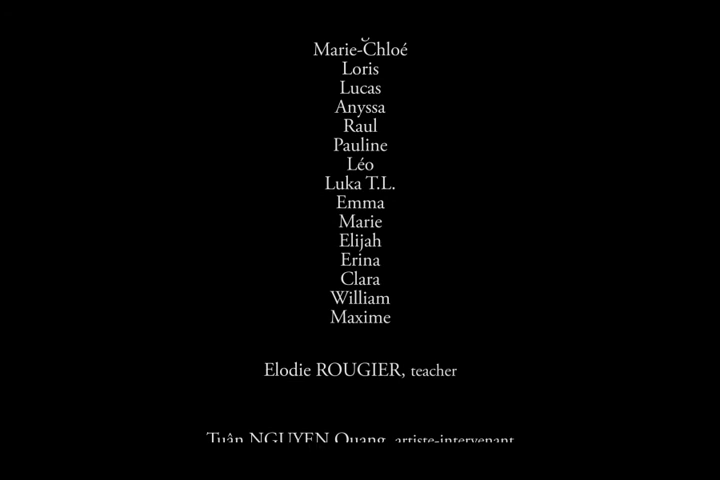 Marie-Chloé
Loris
Lucas
Anyssa
Raul
Pauline
Léo
Luka T.L.
Emma
Marie
Elijah
Erina
Clara
William
Maxime
Elodie ROUGIER, teacher
Tuân NGUYEN Quang, artiste-intervenant